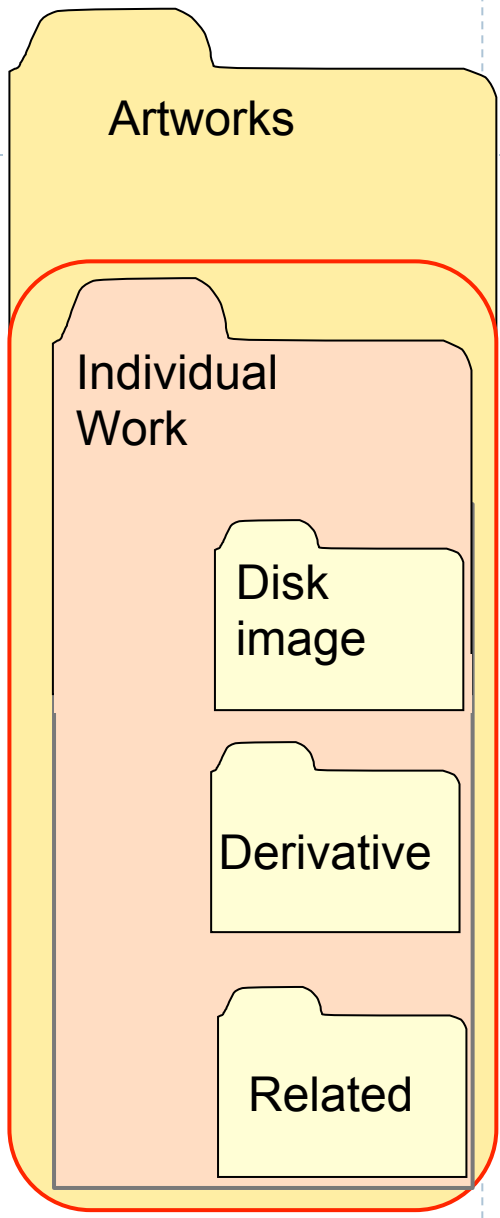 Artworks
Individual
Work
Disk
image
Derivative
Related